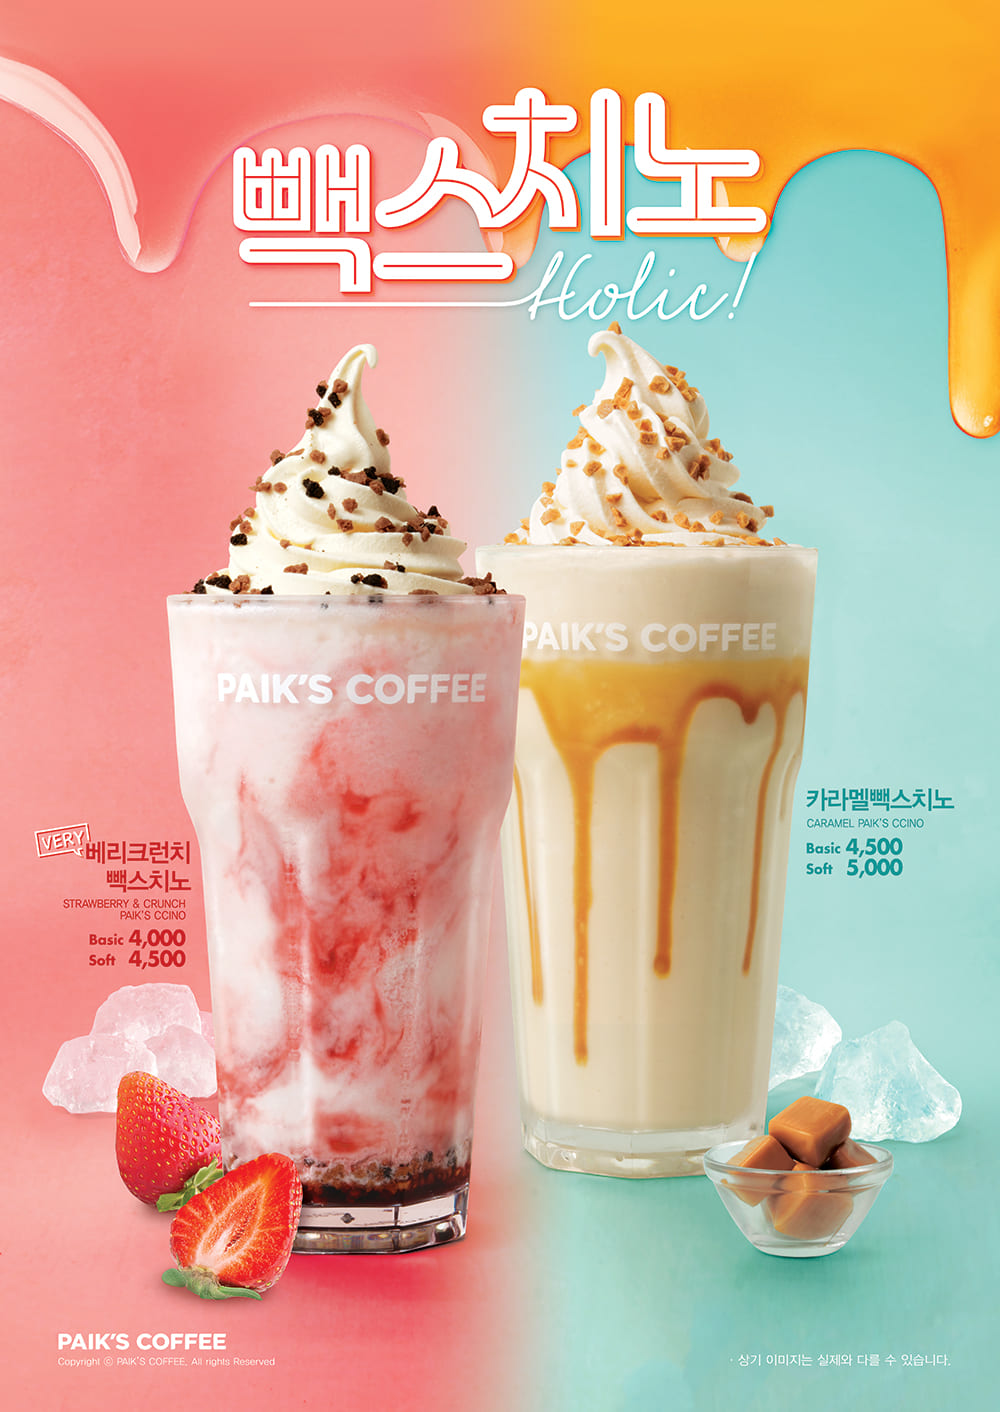 빽스치노
Holic!
PAIK'S COFFEE
PAIK'S COFFEE
카라멜빽스치노
CARAMEL PAIK'S CCINO
Basic 4,500
Soft 5,000
VERY
베리크런치
빽스치노
STRAWBERRY & CRUNCH
PAIK'S CCINO
Basic 4,000
Soft 4,500
PAIK'S COFFEE
Copyright ⓒ PAIK'S COFFEE, All rights Reserved
· 상기 이미지는 실제와 다를 수 있습니다.